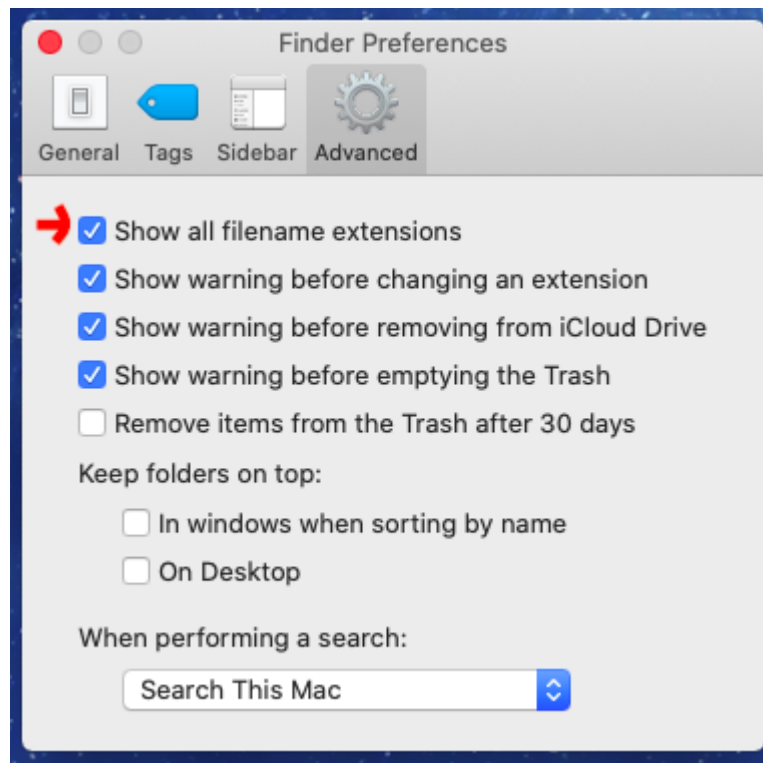 Finder Preferences
General Tags Sidebar Advanced
Show all filename extensions
Show warning before changing an extension
Show warning before removing from iCloud Drive
Show warning before emptying the Trash
Remove items from the Trash after 30 days
Keep folders on top:
In windows when sorting by name
On Desktop
When performing a search:
Search This Mac